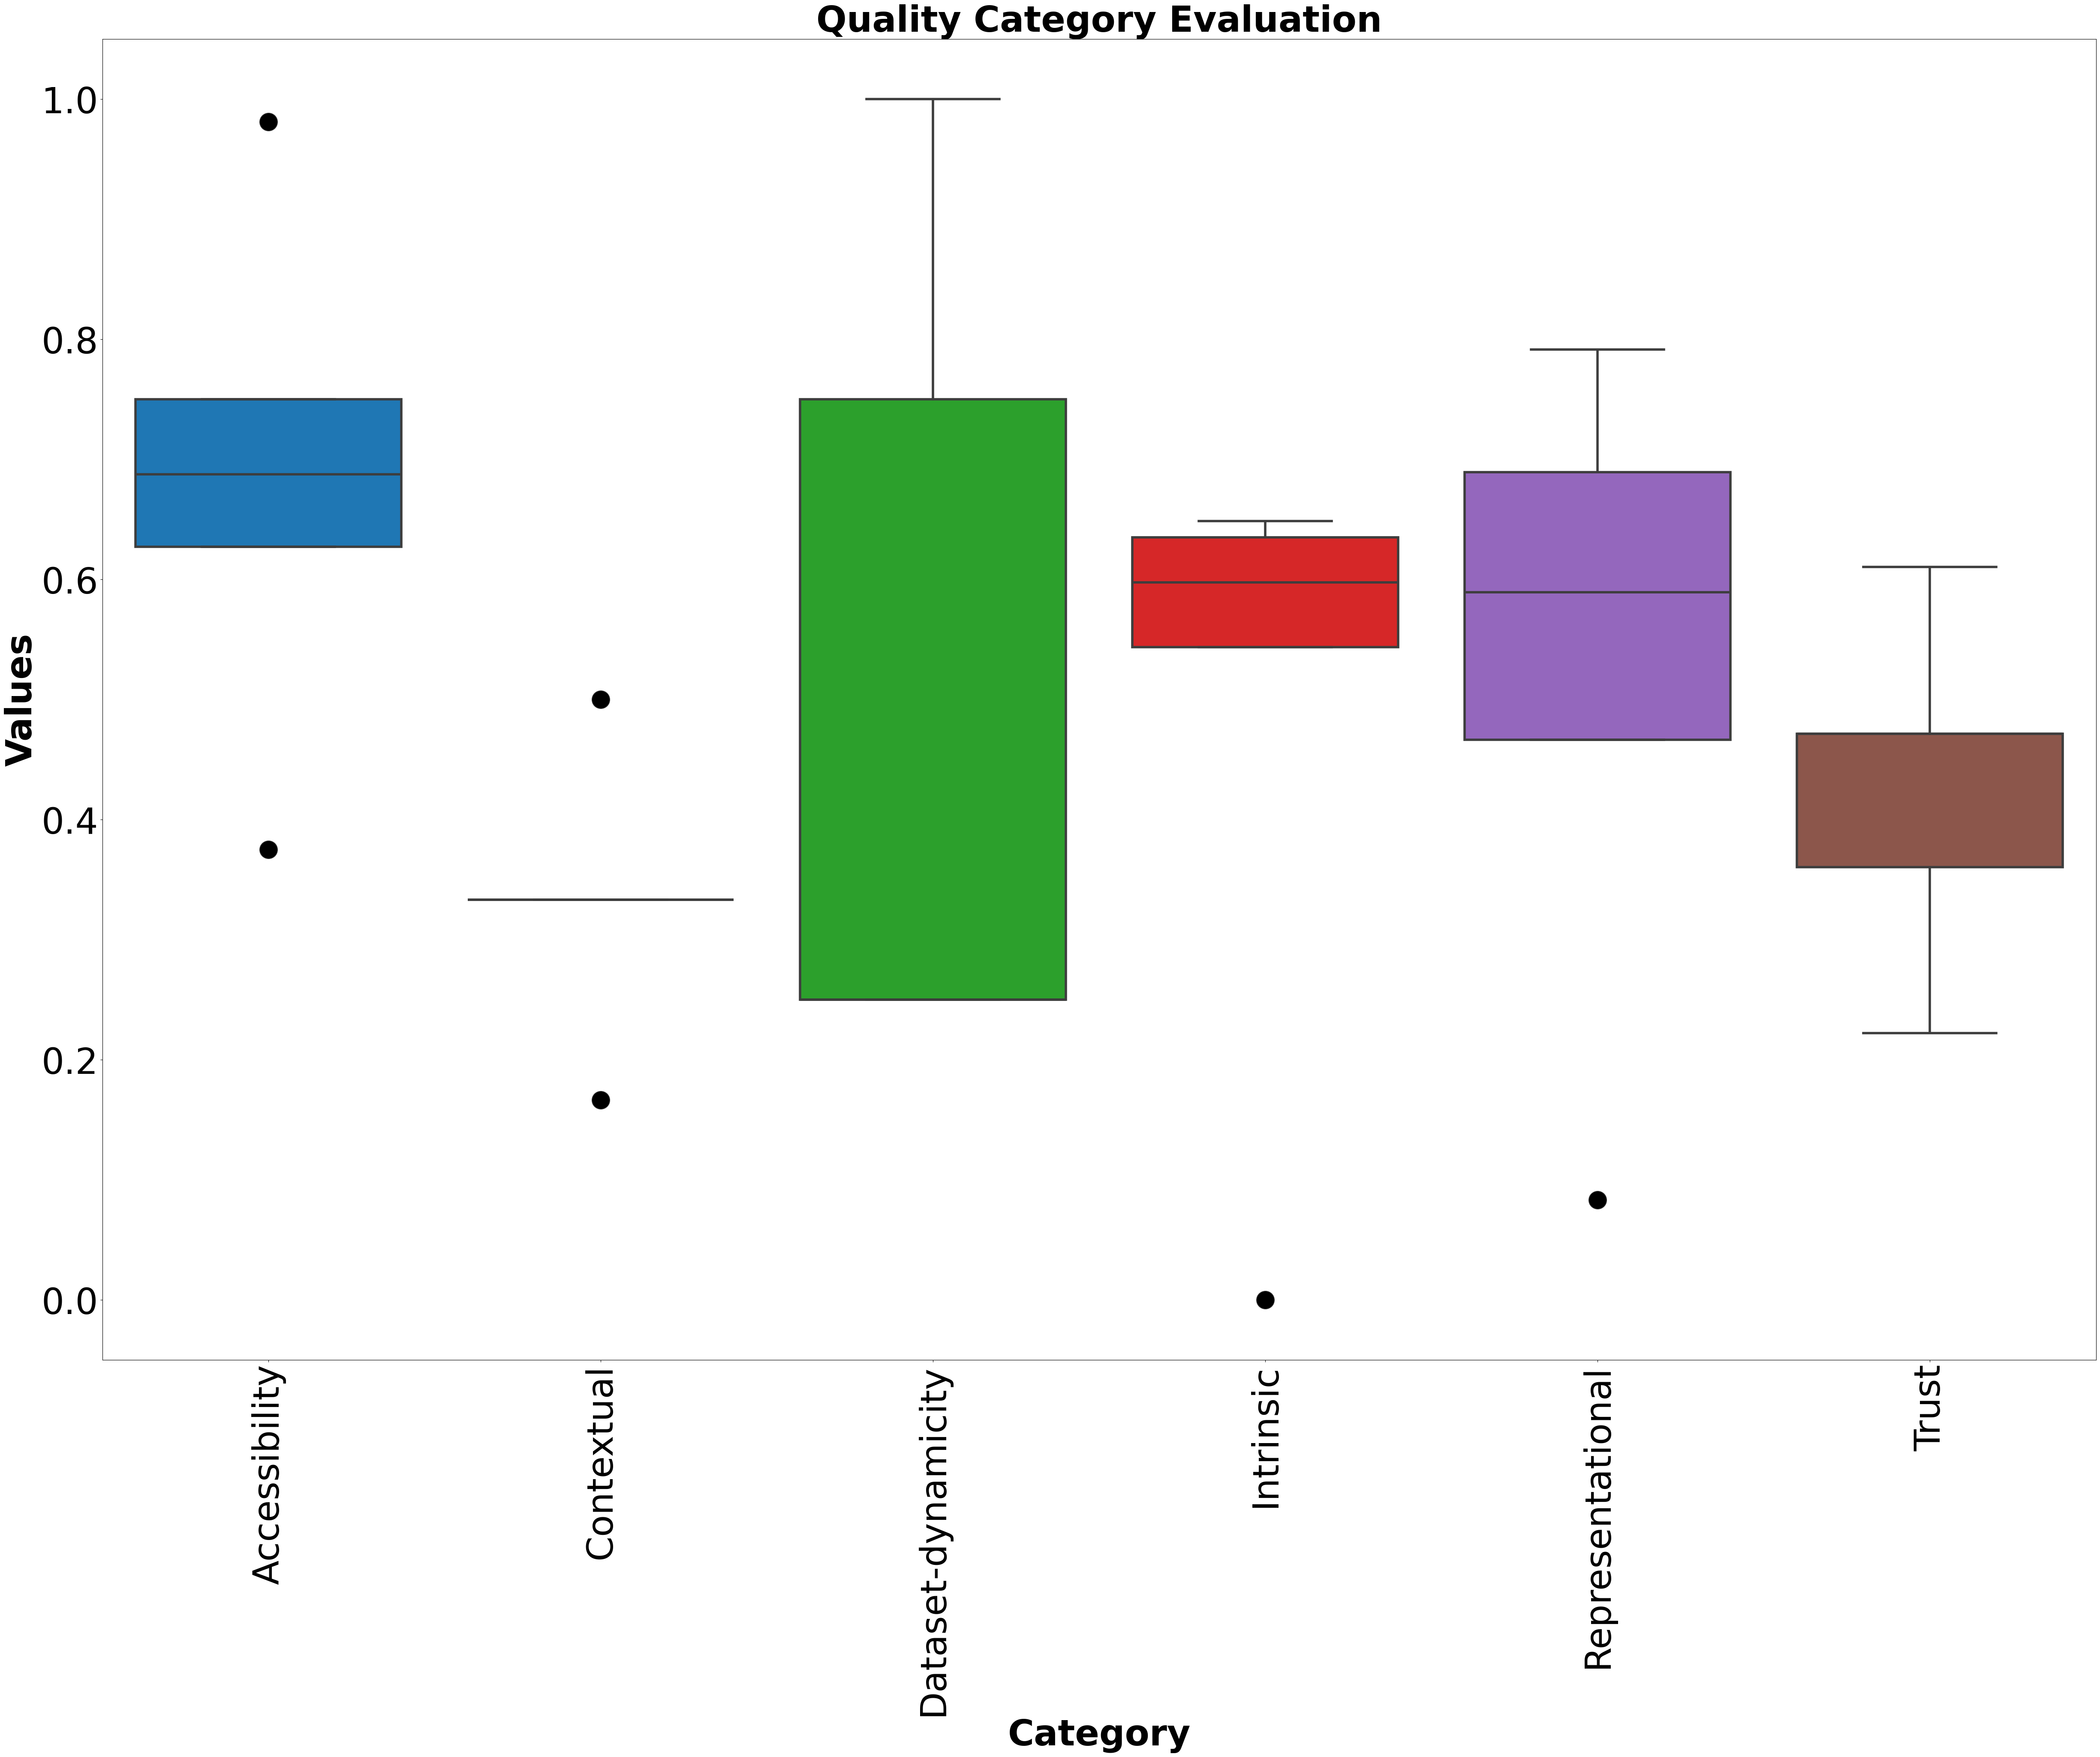 Quality Category Evaluation
Values
1.0
0.8
0.6
0.4
0.2
0.0
Accessibility
Contextual
Dataset-dynamicity
Intrinsic
Representational
Trust
Category